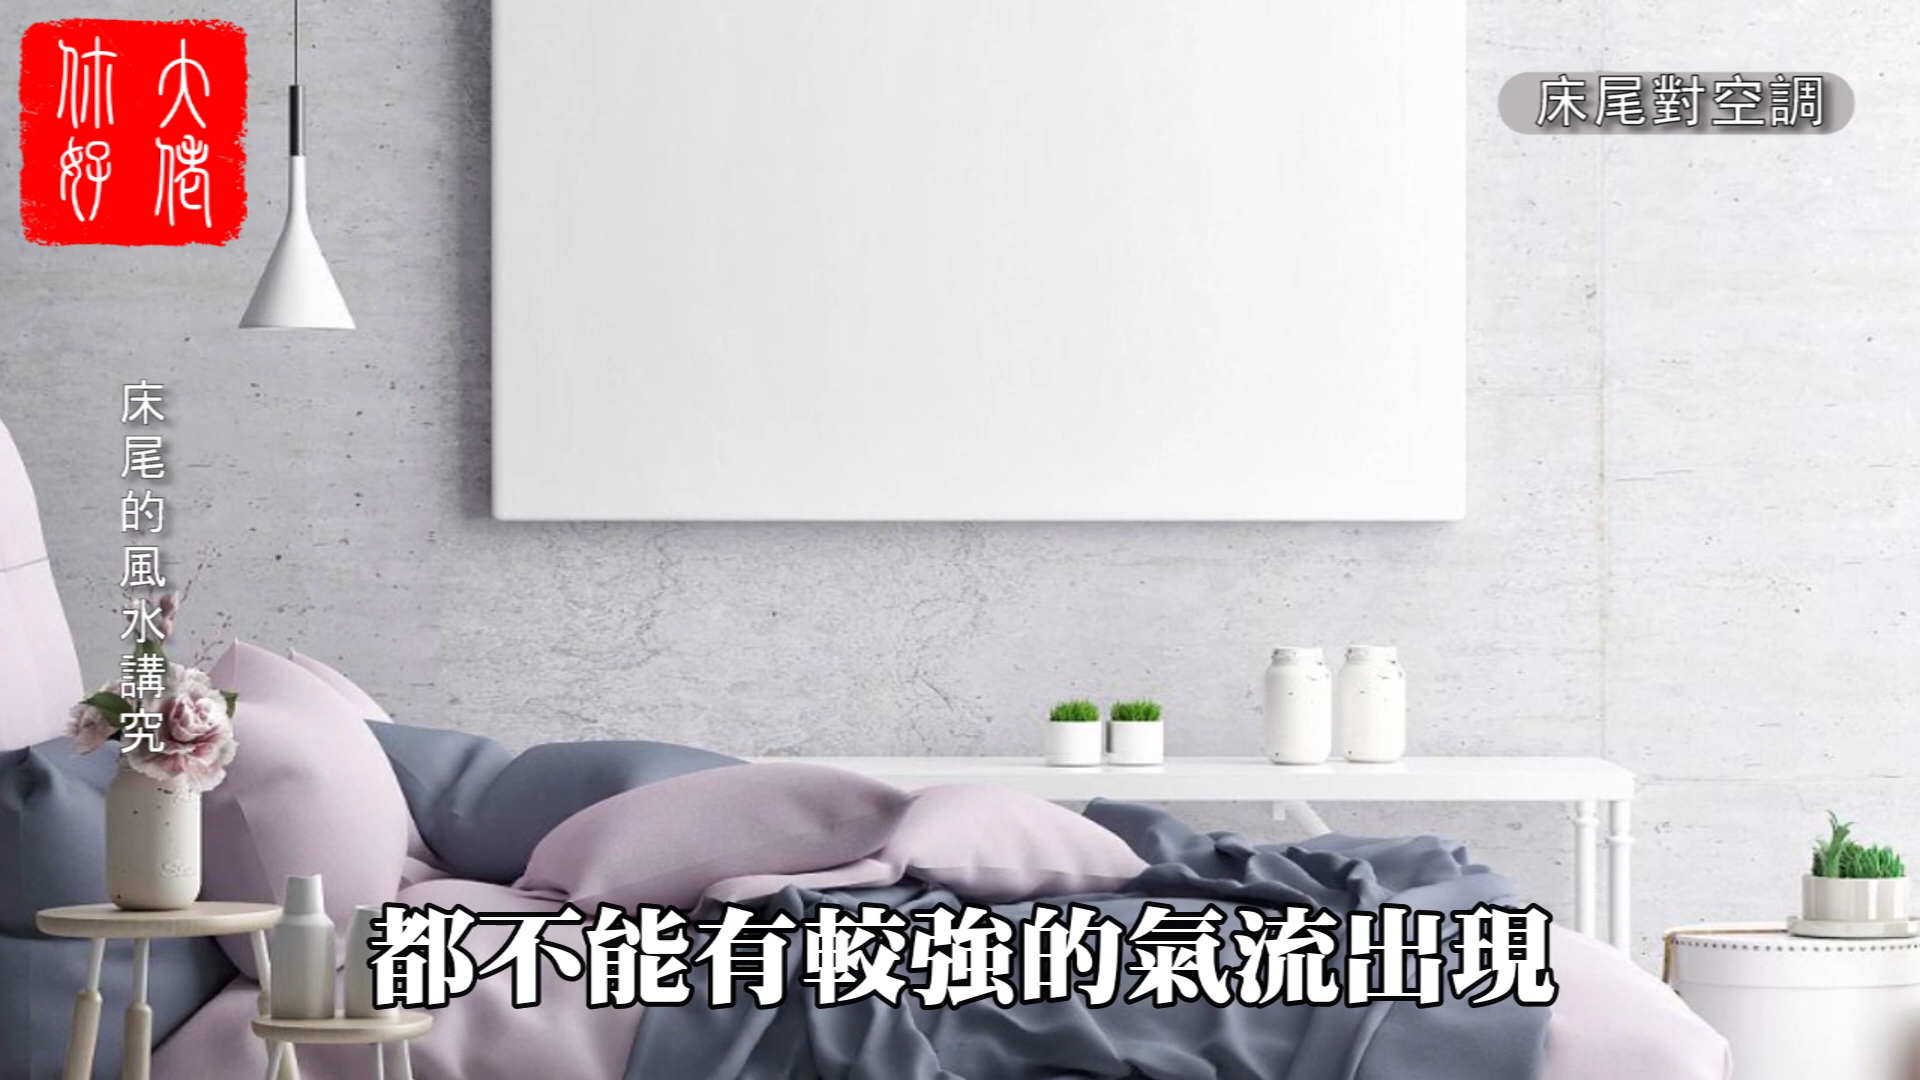 大佬
休好
床尾對空調
床尾的風水講究
都不能有較強的氣流出現